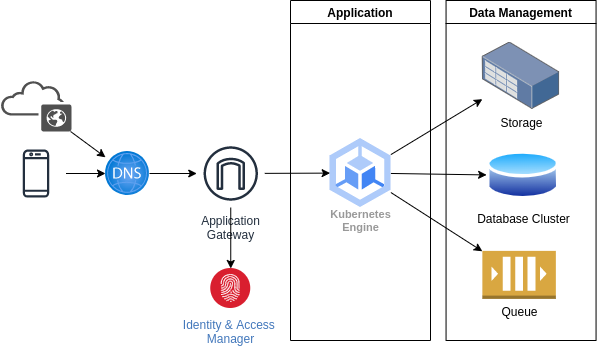 Application
Data Management
Storage
DNS
Application
Gateway
Kubernetes
Engine
Database Cluster
Queue
Identity & Access
Manager